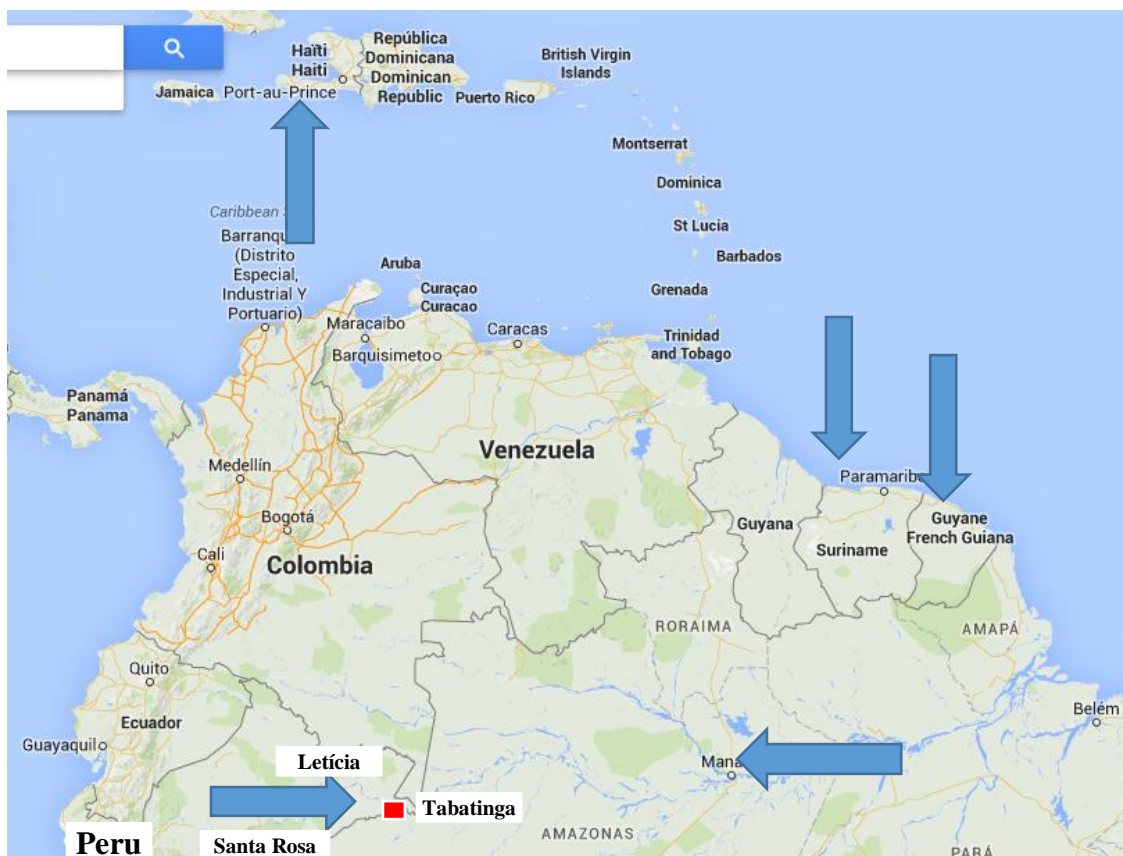 Haïti
Haiti
República
Dominicana
Dominican
Republic
British Virgin
Islands
Jamaica
Port-au-Prince
Puerto Rico
Montserrat
Dominica
Caribbean
St Lucia
Barbados
(Distrito
Especial,
Industrial Y
Portuario)
Aruba
Curaçao
Curacao
Grenada
Maracaibo
Caracas
Trinidad
and Tobago
Barquisimeto
Panamá
Panama
Venezuela
Medellín
Bogotá
Guyana
Guyane
French Guiana
Suriname
Cali
Colombia
RORAIMA
AMAPÁ
Quito
Ecuador
Belém
Guayaquil
Letícia
Tabatinga
Peru
Santa Rosa
AMAZONAS
PARÁ